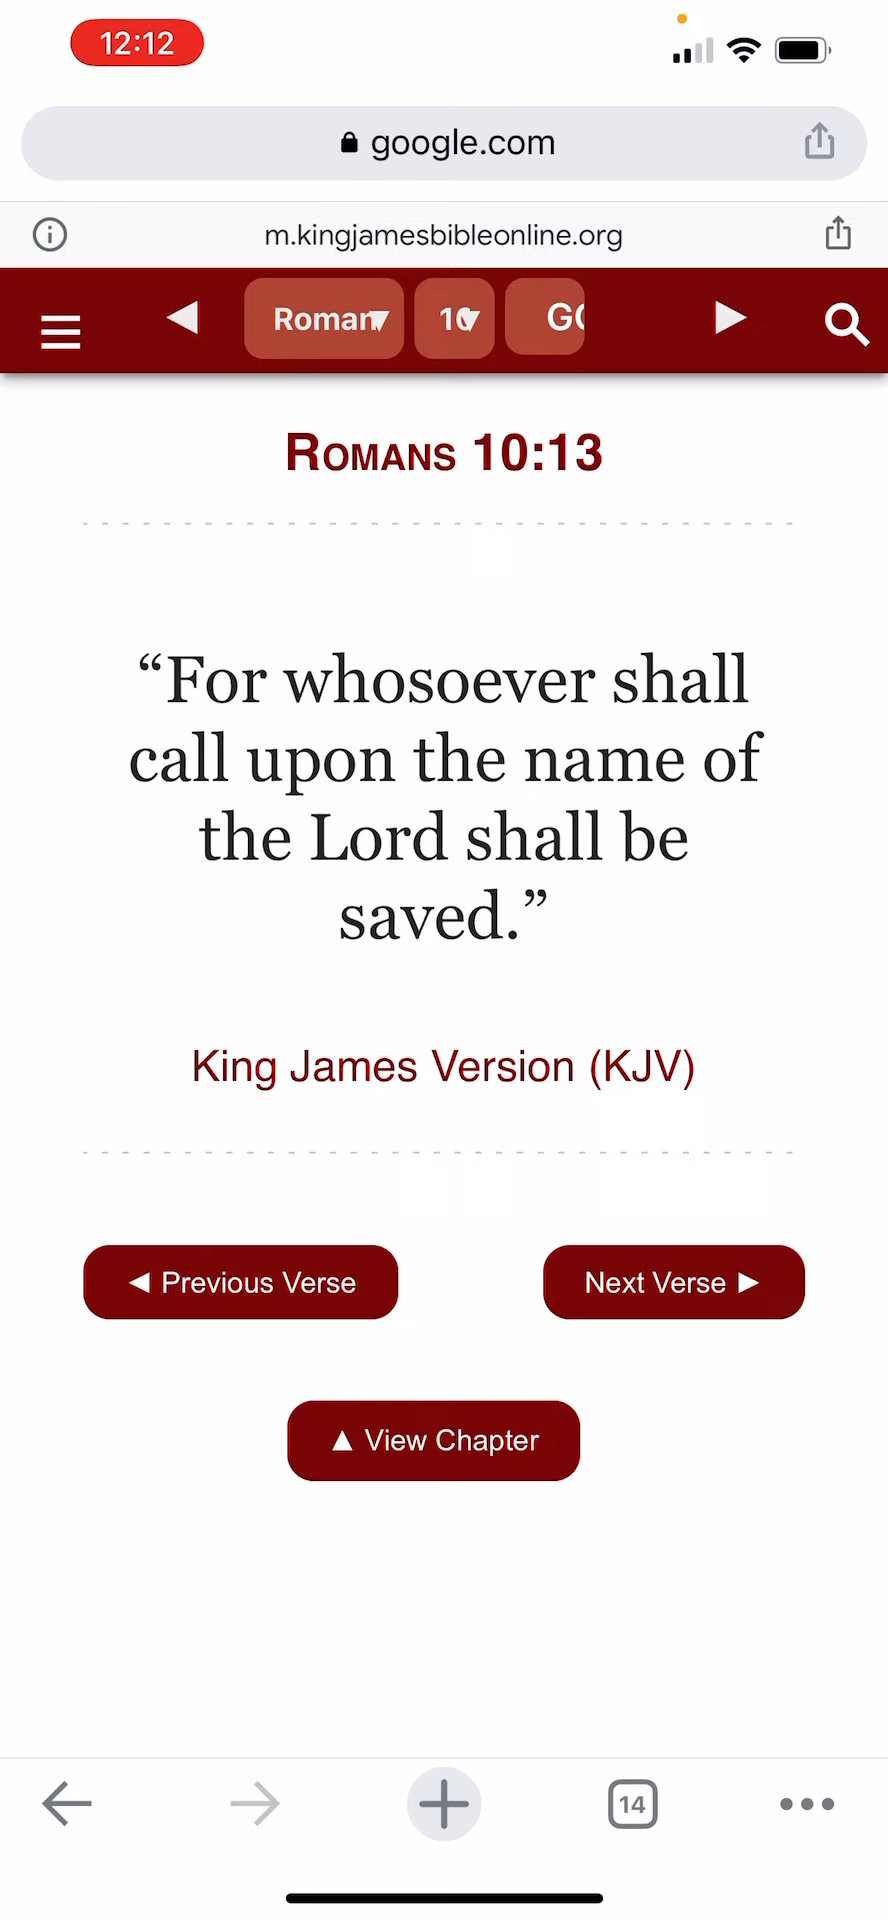 12:12
google.com
m.kingjamesbibleonline.org
Roman 10 GO
Romans 10:13
“For whosoever shall
call upon the name of
the Lord shall be
saved.”
King James Version (KJV)
◀ Previous Verse
Next Verse ▶
▲ View Chapter
14